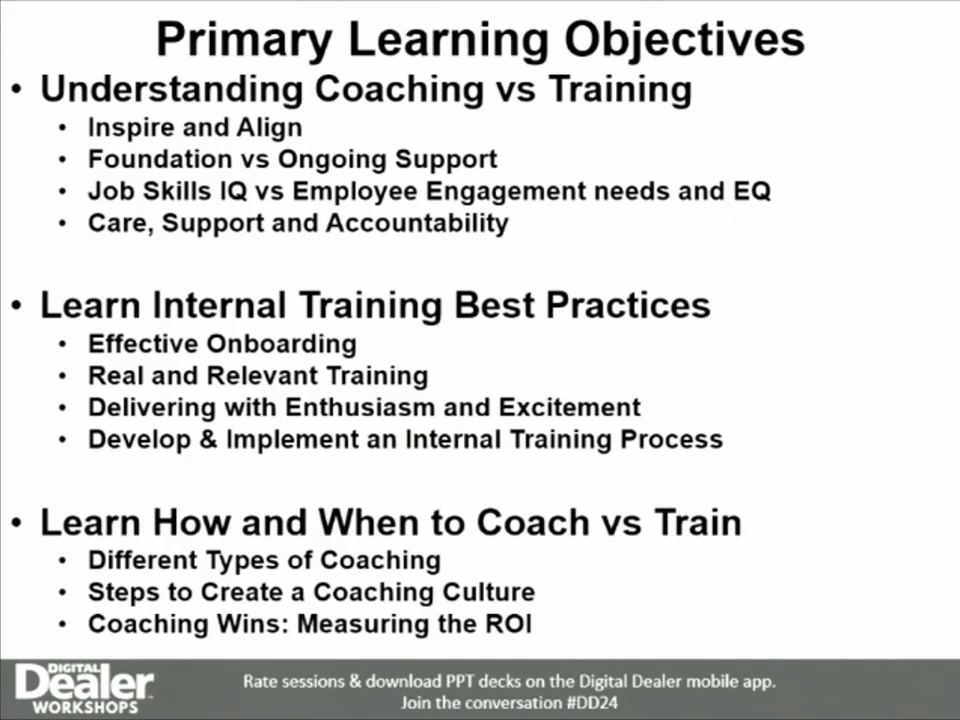 Primary Learning Objectives
• Understanding Coaching vs Training
• Inspire and Align
• Foundation vs Ongoing Support
• Job Skills IQ vs Employee Engagement needs and EQ
• Care, Support and Accountability
• Learn Internal Training Best Practices
• Effective Onboarding
• Real and Relevant Training
• Delivering with Enthusiasm and Excitement
• Develop & Implement an Internal Training Process
• Learn How and When to Coach vs Train
• Different Types of Coaching
• Steps to Create a Coaching Culture
• Coaching Wins: Measuring the ROI
DIGITAL
Dealer
WORKSHOPS
Rate sessions & download PPT decks on the Digital Dealer mobile app.
Join the conversation #DD24